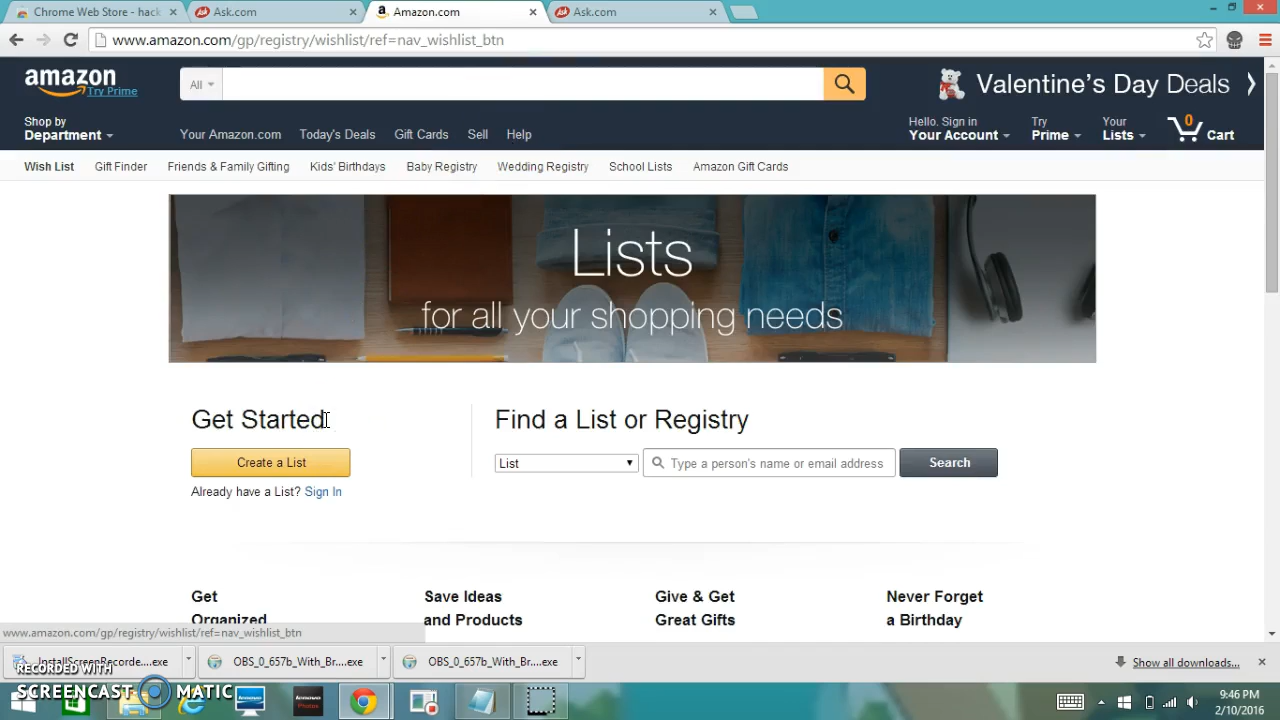 Chrome Web Store - hack
Ask.com
Amazon.com
Ask.com
www.amazon.com/gp/registry/wishlist/ref=nav_wishlist_btn
amazon
Try Prime
All
Valentine's Day Deals
Shop by
Department
Your Amazon.com Today's Deals Gift Cards Sell Help
Hello. Sign in
Your Account
Try
Prime
Your
Lists
0
Cart
Wish List Gift Finder Friends & Family Gifting Kids' Birthdays Baby Registry Wedding Registry School Lists Amazon Gift Cards
Lists
for all your shopping needs
Get Started
Find a List or Registry
Create a List
List
Type a person's name or email address
Search
Already have a List? Sign In
Get
Organized
Save Ideas
and Products
Give & Get
Great Gifts
Never Forget
a Birthday
www.amazon.com/gp/registry/wishlist/ref=nav_wishlist_btn
OBS_0_657b_With_Br....exe
OBS_0_657b_With_Br....exe
Show all downloads...
RECORDED WITH
SCREENCAST MATIC
9:46 PM
2/10/2016